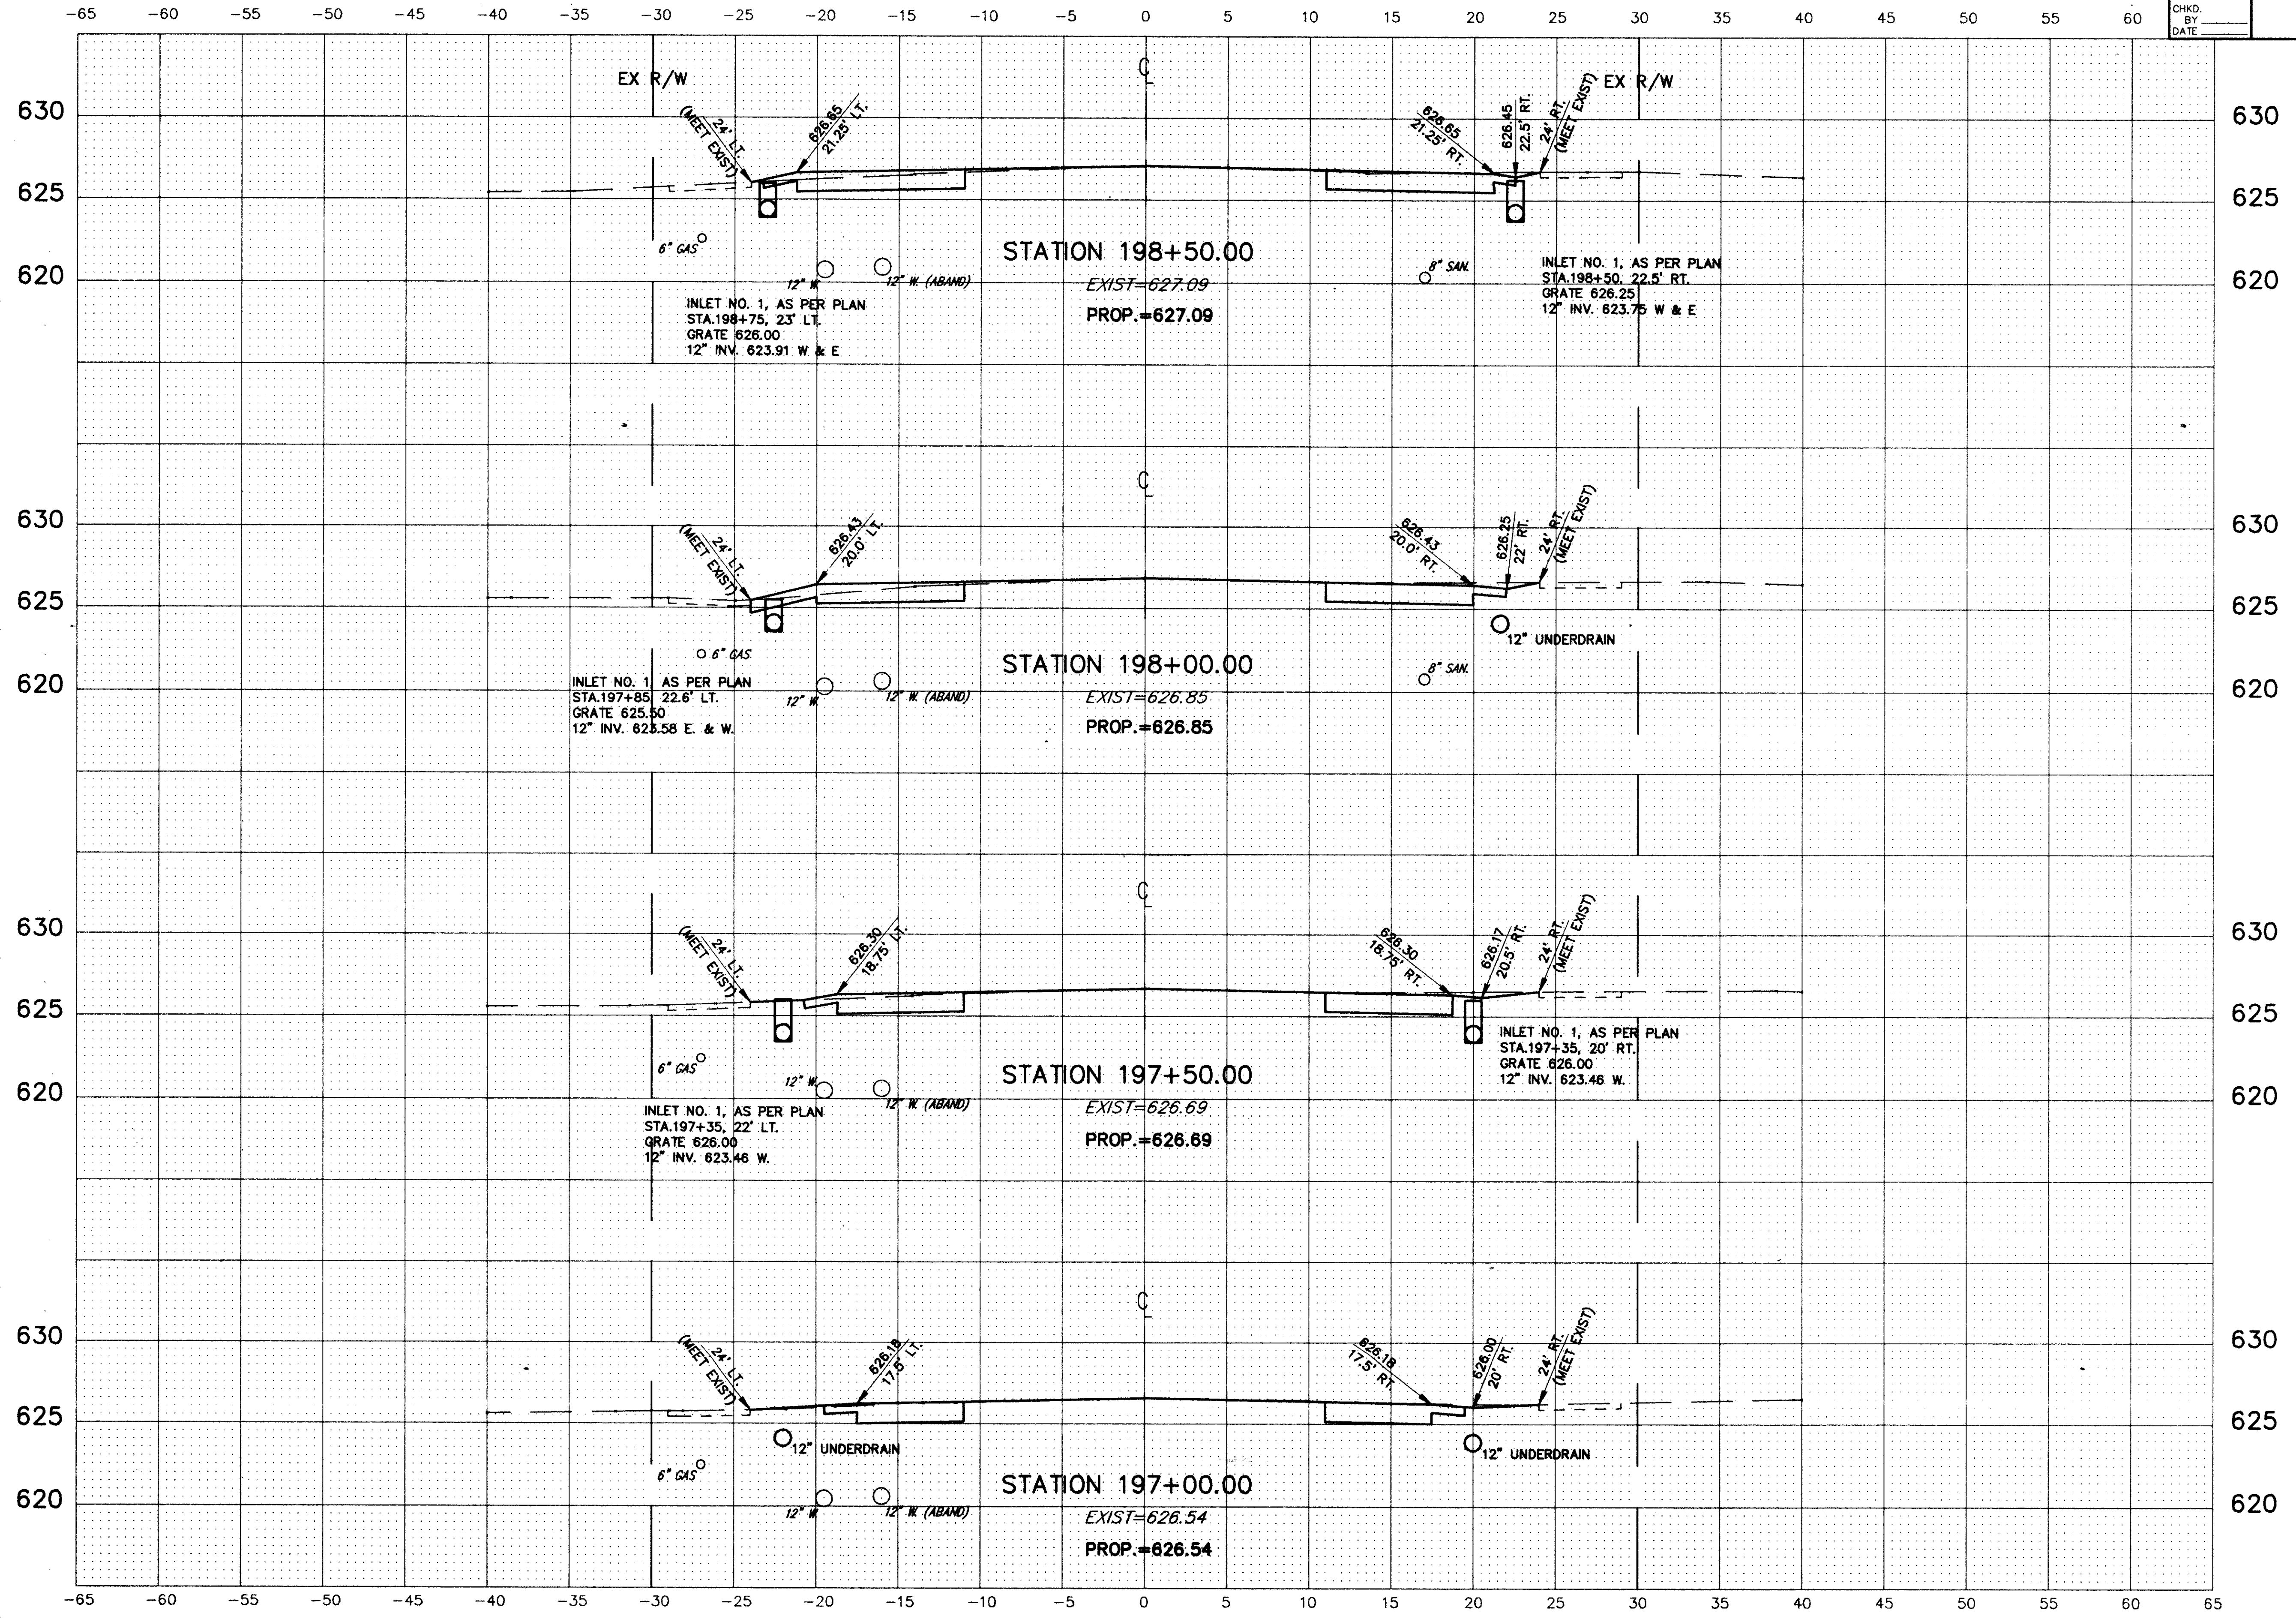 CHKD.
BY
DATE
-65 -60 -55 -50 -45 -40 -35 -30 -25 -20 -15 -10 -5 0 5 10 15 20 25 30 35 40 45 50 55 60
EX R/W
℄
EX R/W
630
630
625
625
620
620
24' LT.
(MEET EXIST)
626.65
21.25' LT.
626.65
21.25' RT.
626.45
22.5' RT.
24' RT.
(MEET EXIST)
6" GAS
12" W.
12" W. (ABAND)
8" SAN.
STATION 198+50.00
EXIST=627.09
PROP.=627.09
INLET NO. 1, AS PER PLAN
STA.198+75, 23' LT.
GRATE 626.00
12" INV. 623.91 W & E
INLET NO. 1, AS PER PLAN
STA.198+50, 22.5' RT.
GRATE 626.25
12" INV. 623.75 W & E
℄
630
630
625
625
620
620
24' LT.
(MEET EXIST)
626.43
20.0' LT.
626.43
20.0' RT.
626.25
22' RT.
24' RT.
(MEET EXIST)
12" UNDERDRAIN
6" GAS
12" W.
12" W. (ABAND)
8" SAN.
STATION 198+00.00
EXIST=626.85
PROP.=626.85
INLET NO. 1, AS PER PLAN
STA.197+85, 22.6' LT.
GRATE 625.50
12" INV. 623.58 E. & W.
℄
630
630
625
625
620
620
24' LT.
(MEET EXIST)
626.30
18.75' LT.
626.30
18.75' RT.
626.17
20.5' RT.
24' RT.
(MEET EXIST)
INLET NO. 1, AS PER PLAN
STA.197+35, 20' RT.
GRATE 626.00
12" INV. 623.46 W.
6" GAS
12" W.
12" W. (ABAND)
STATION 197+50.00
EXIST=626.69
PROP.=626.69
INLET NO. 1, AS PER PLAN
STA.197+35, 22' LT.
GRATE 626.00
12" INV. 623.46 W.
℄
630
630
625
625
620
620
24' LT.
(MEET EXIST)
626.18
17.5' LT.
626.18
17.5' RT.
626.00
20' RT.
24' RT.
(MEET EXIST)
12" UNDERDRAIN
12" UNDERDRAIN
6" GAS
12" W.
12" W. (ABAND)
STATION 197+00.00
EXIST=626.54
PROP.=626.54
-65 -60 -55 -50 -45 -40 -35 -30 -25 -20 -15 -10 -5 0 5 10 15 20 25 30 35 40 45 50 55 60 65